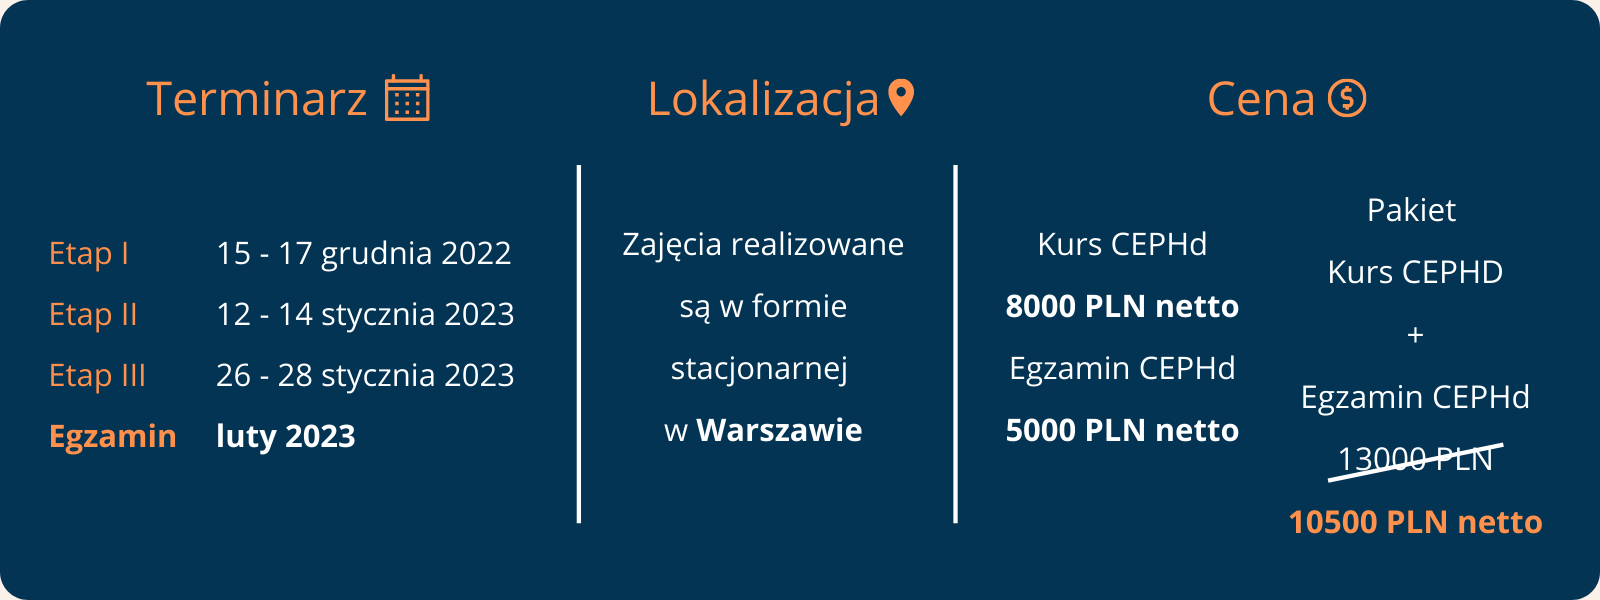 Terminarz
Etap I 15 - 17 grudnia 2022
Etap II 12 - 14 stycznia 2023
Etap III 26 - 28 stycznia 2023
Egzamin luty 2023
Lokalizacja
Zajęcia realizowane
są w formie
stacjonarnej
w Warszawie
Cena
Kurs CEPHd
8000 PLN netto
Egzamin CEPHd
5000 PLN netto
Pakiet
Kurs CEPHD
+
Egzamin CEPHd
13000 PLN
10500 PLN netto